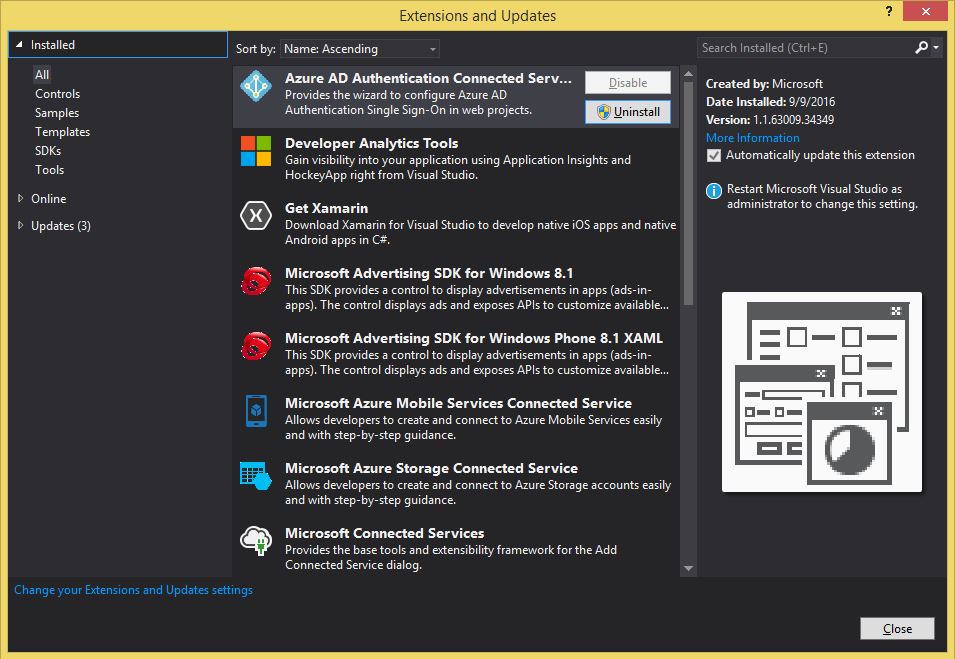 Extensions and Updates
?
Installed
All
Controls
Samples
Templates
SDKs
Tools
Online
Updates (3)
Sort by: Name: Ascending
Azure AD Authentication Connected Serv...
Provides the wizard to configure Azure AD
Authentication Single Sign-On in web projects.
Disable
Uninstall
Developer Analytics Tools
Gain visibility into your application using Application Insights and
HockeyApp right from Visual Studio.
Get Xamarin
Download Xamarin for Visual Studio to develop native iOS apps and native
Android apps in C#.
Microsoft Advertising SDK for Windows 8.1
This SDK provides a control to display advertisements in apps (ads-in-
apps). The control displays ads and exposes APIs to customize available...
Microsoft Advertising SDK for Windows Phone 8.1 XAML
This SDK provides a control to display advertisements in apps (ads-in-
apps). The control displays ads and exposes APIs to customize available...
Microsoft Azure Mobile Services Connected Service
Allows developers to create and connect to Azure Mobile Services easily
and with step-by-step guidance.
Microsoft Azure Storage Connected Service
Allows developers to create and connect to Azure Storage accounts easily
and with step-by-step guidance.
Microsoft Connected Services
Provides the base tools and extensibility framework for the Add
Connected Service dialog.
Search Installed (Ctrl+E)
Created by: Microsoft
Date Installed: 9/9/2016
Version: 1.1.63009.34349
More Information
Automatically update this extension
Restart Microsoft Visual Studio as
administrator to change this setting.
Change your Extensions and Updates settings
Close